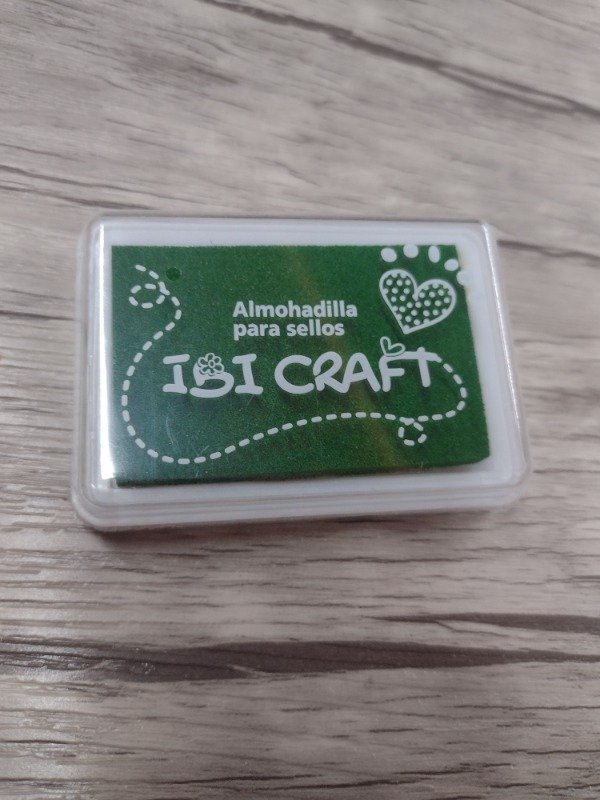 Almohadilla
para sellos
IBI CRAFT